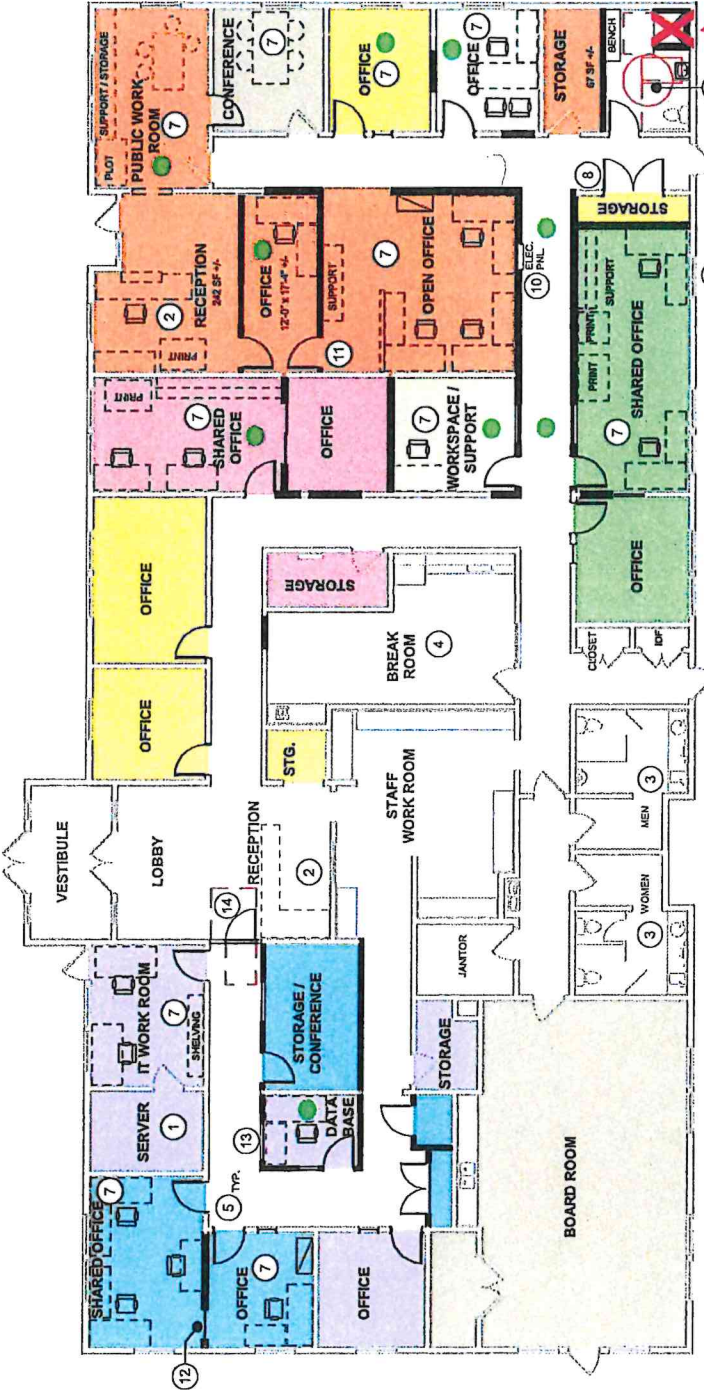 VESTIBULE
LOBBY
SHARED OFFICE
7
12
SERVER
1
IT WORK ROOM
7
SHELVING
OFFICE
OFFICE
PRINT
7
SHARED
OFFICE
2
PRINT
RECEPTION
242 SF +/-
PLOT
SUPPORT / STORAGE
PUBLIC WORK
ROOM
7
5 TYP.
14
RECEPTION
2
OFFICE
7
13
DATA
BASE
STORAGE /
CONFERENCE
STG.
STORAGE
OFFICE
OFFICE
12'-0" x 17'-4" +/-
CONFERENCE
7
OFFICE
11
SUPPORT
7
OPEN OFFICE
OFFICE
7
STORAGE
JANITOR
STAFF
WORK ROOM
BREAK
ROOM
4
7
WORKSPACE /
SUPPORT
OFFICE
7
10
ELEC.
PNL.
STORAGE
67 SF +/-
8
STORAGE
BOARD ROOM
WOMEN
3
MEN
3
CLOSET
IDF
OFFICE
7
SHARED OFFICE
PRINT
PRINT
SUPPORT
BENCH